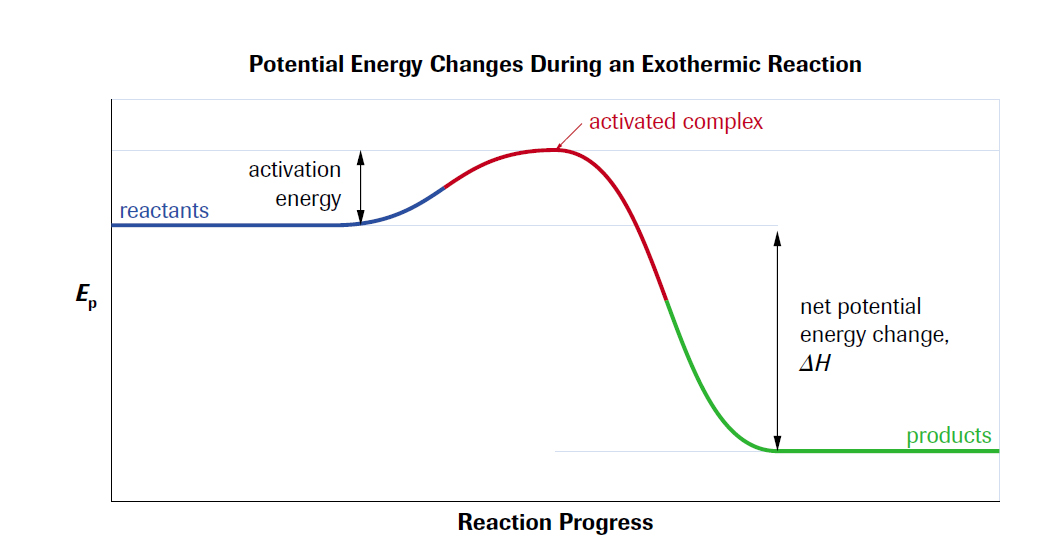 Potential Energy Changes During an Exothermic Reaction
activated complex
activation
energy
reactants
Ep
net potential
energy change,
ΔH
products
Reaction Progress